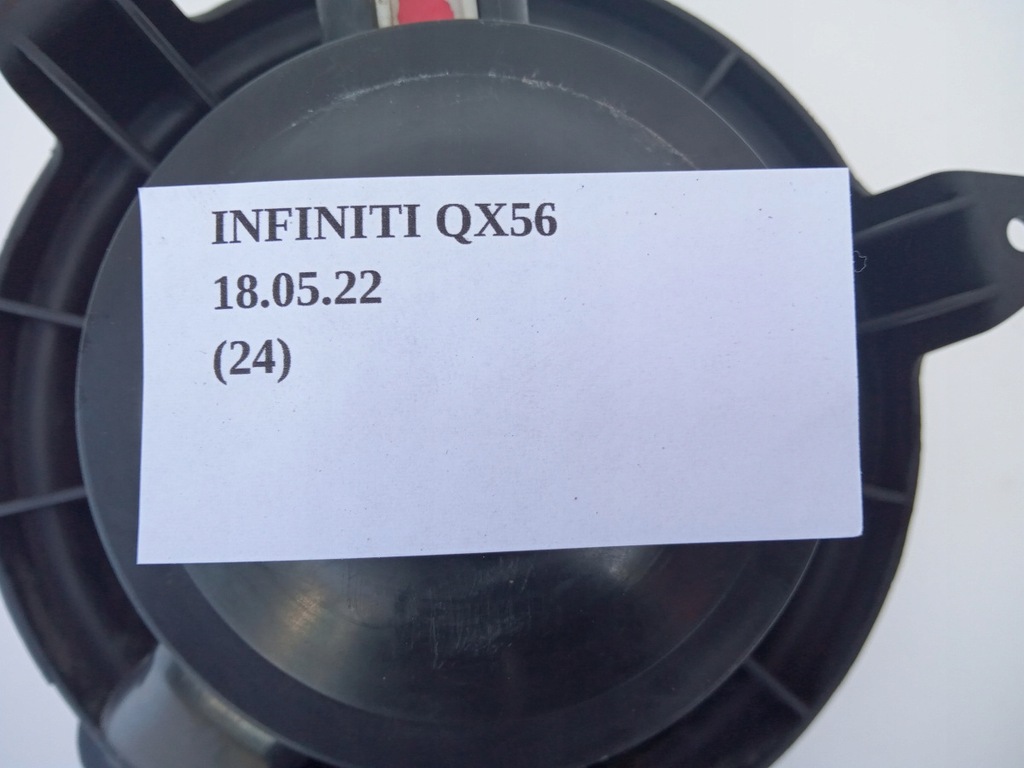 INFINITI QX56
18.05.22
(24)